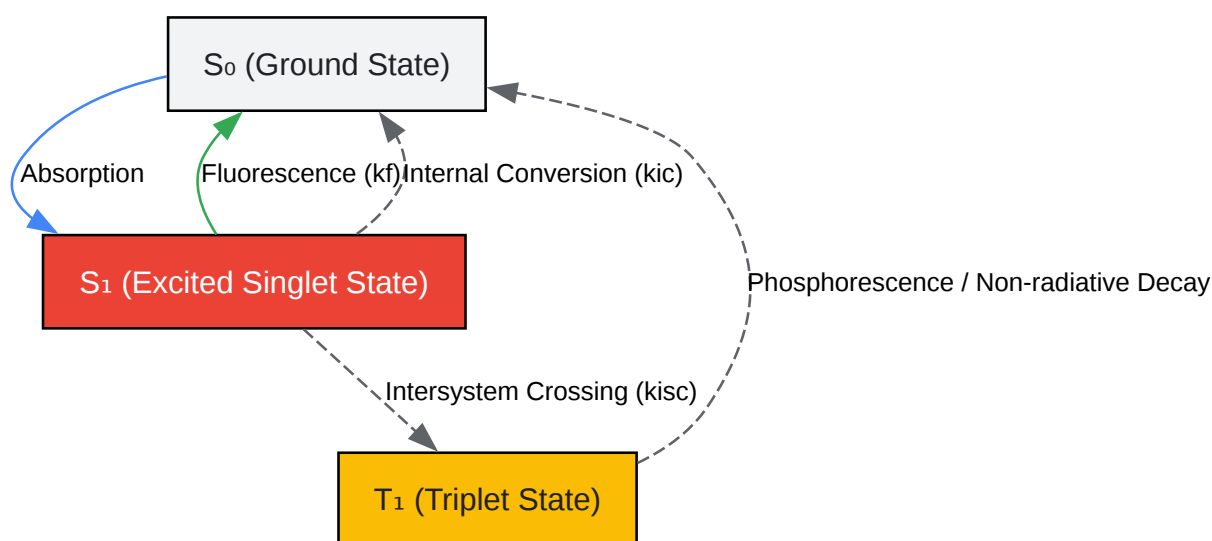 S₀ (Ground State)
Absorption
Fluorescence (kf)
Internal Conversion (kic)
S₁ (Excited Singlet State)
Phosphorescence / Non-radiative Decay
Intersystem Crossing (kisc)
T₁ (Triplet State)